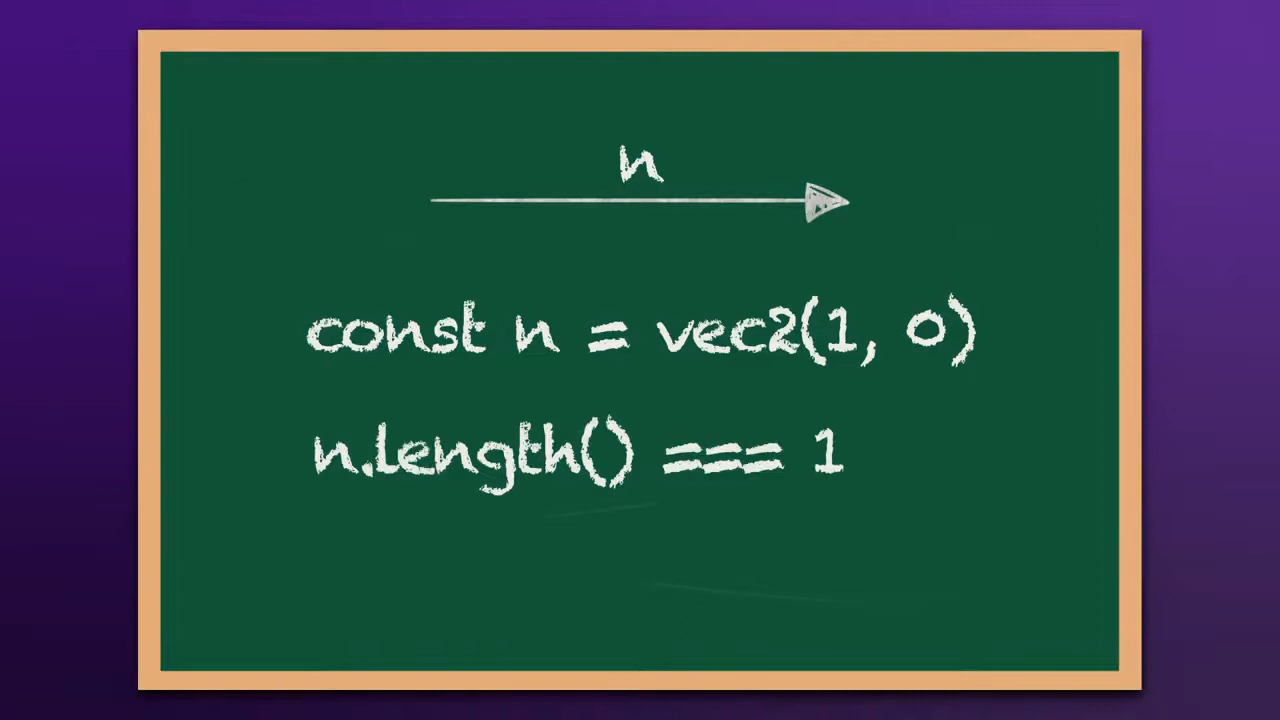 n
const n = vec2(1, 0)
n.length() === 1